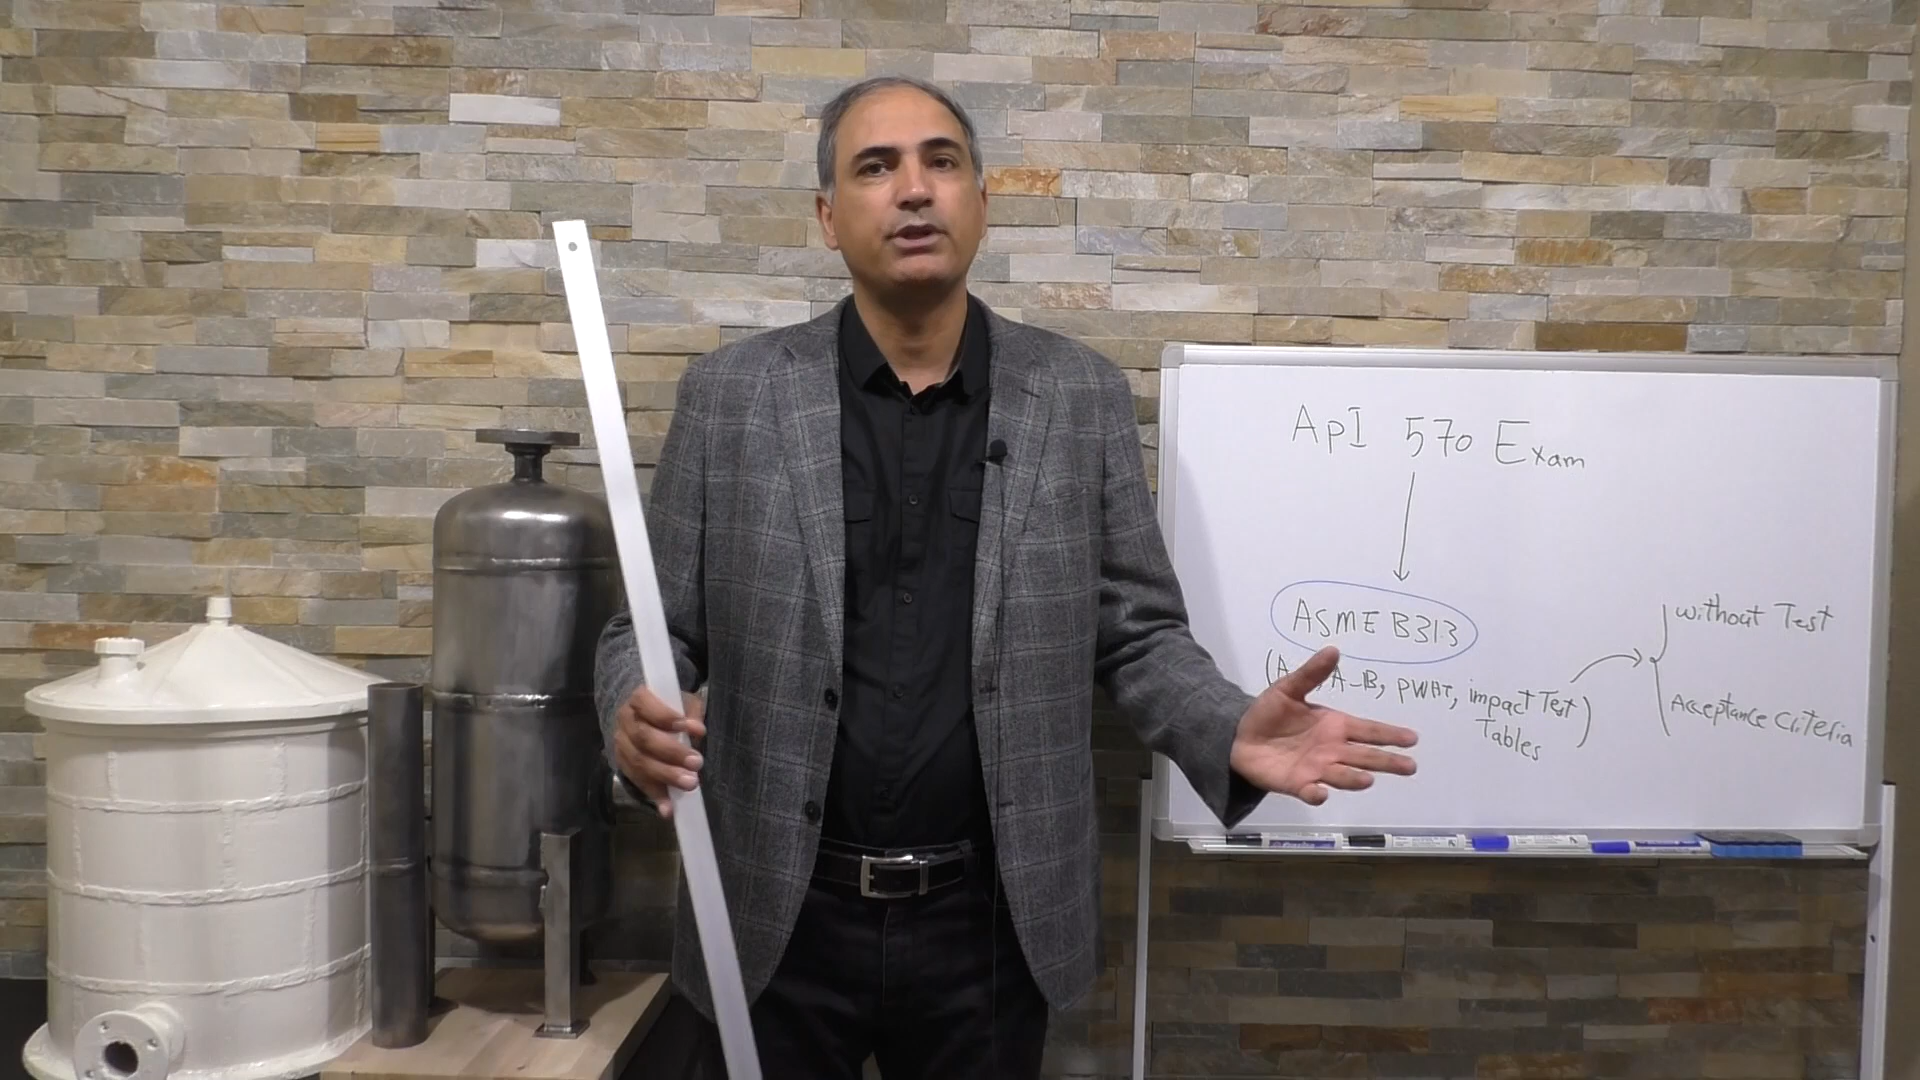 ApI 570 Exam
ASME B31.3
A-B, PWHT, impact Test)
Tables
without Test
Acceptance Criteria